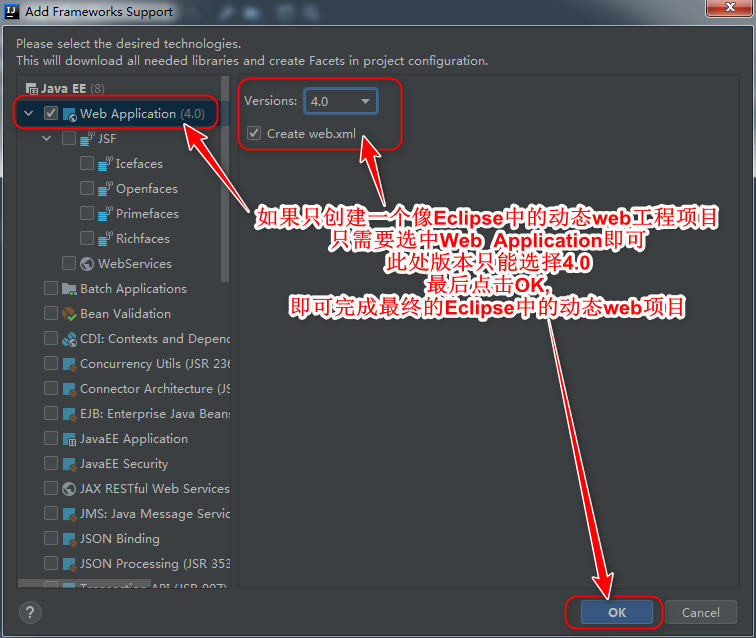 Add Frameworks Support
Please select the desired technologies.
This will download all needed libraries and create Facets in project configuration.
Java EE (8)
Web Application (4.0)
JSF
Icefaces
Openfaces
Primefaces
Richfaces
WebServices
Batch Applications
Bean Validation
CDI: Contexts and Depend
Concurrency Utils (JSR 236
Connector Architecture (JS
EJB: Enterprise Java Beans
JavaEE Application
JavaEE Security
JAX RESTful Web Services
JMS: Java Message Servic
JSON Binding
JSON Processing (JSR 353
Transaction API (JSR 907)
Versions: 4.0
Create web.xml
如果只创建一个像Eclipse中的动态web工程项目
只需要选中Web Application即可
此处版本只能选择4.0
最后点击OK,
即可完成最终的Eclipse中的动态web项目
?
OK
Cancel